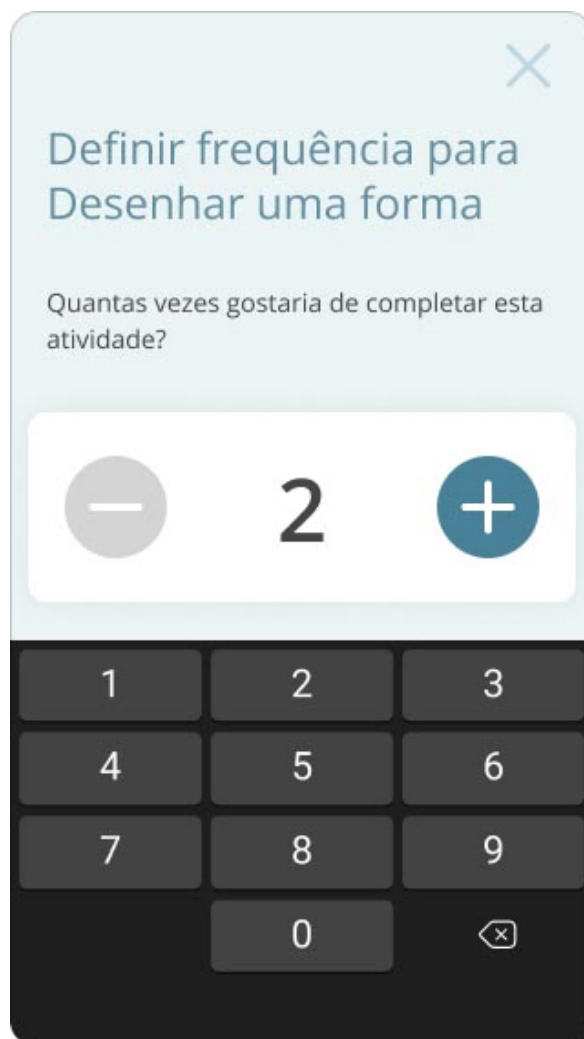 Definir frequência para
Desenhar uma forma
Quantas vezes gostaria de completar esta
atividade?
2
1 2 3
4 5 6
7 8 9
0